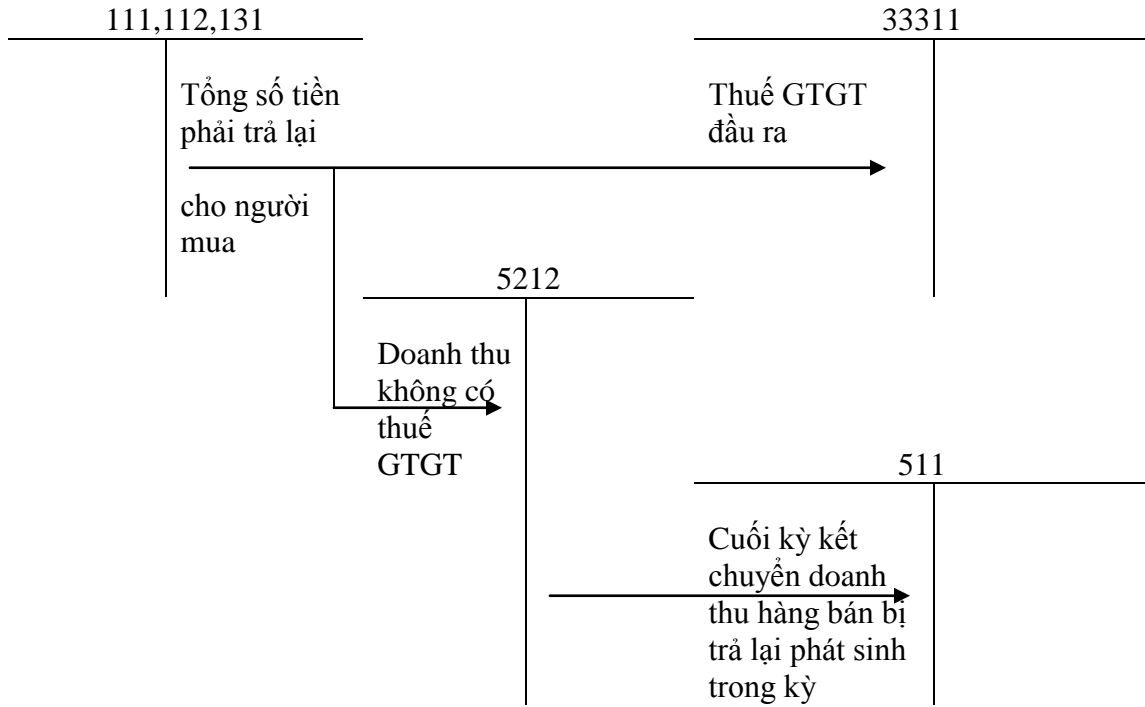 111,112,131
33311
Tổng số tiền
phải trả lại
cho người
mua
Thuế GTGT
đầu ra
5212
Doanh thu
không có
thuế
GTGT
511
Cuối kỳ kết
chuyển doanh
thu hàng bán bị
trả lại phát sinh
trong kỳ